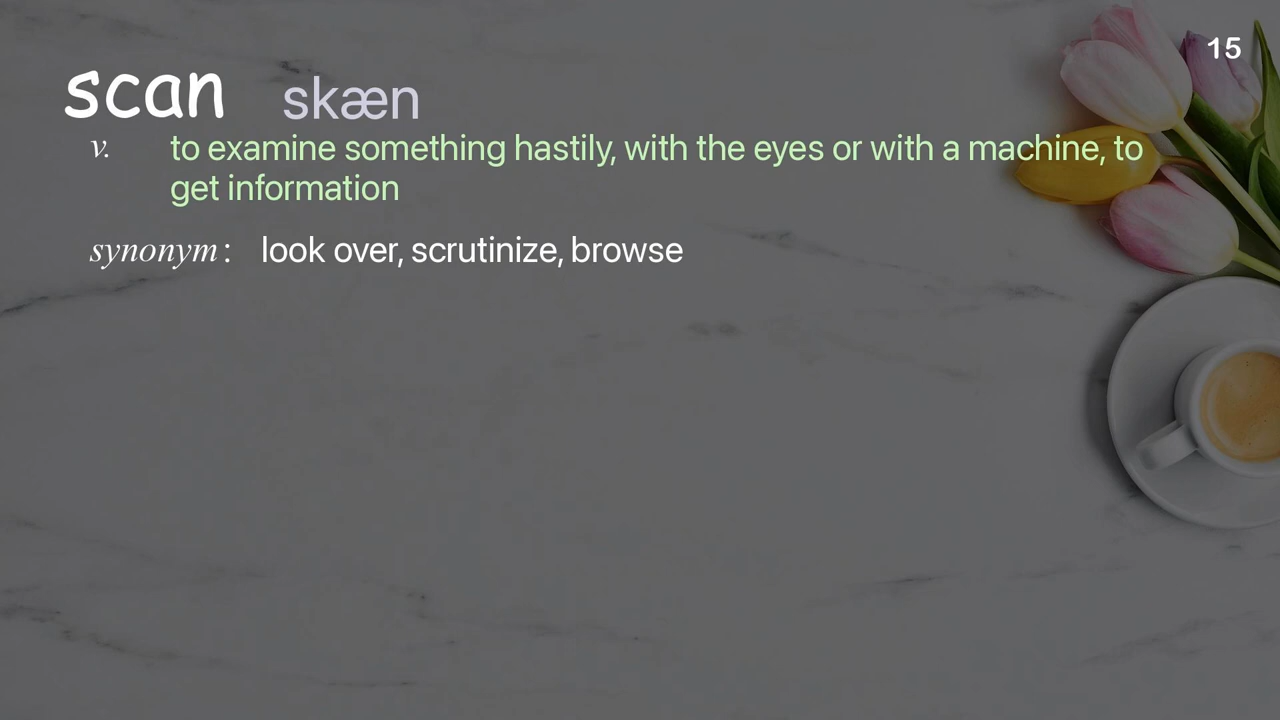 15
scan skæn
v. to examine something hastily, with the eyes or with a machine, to
get information
synonym: look over, scrutinize, browse